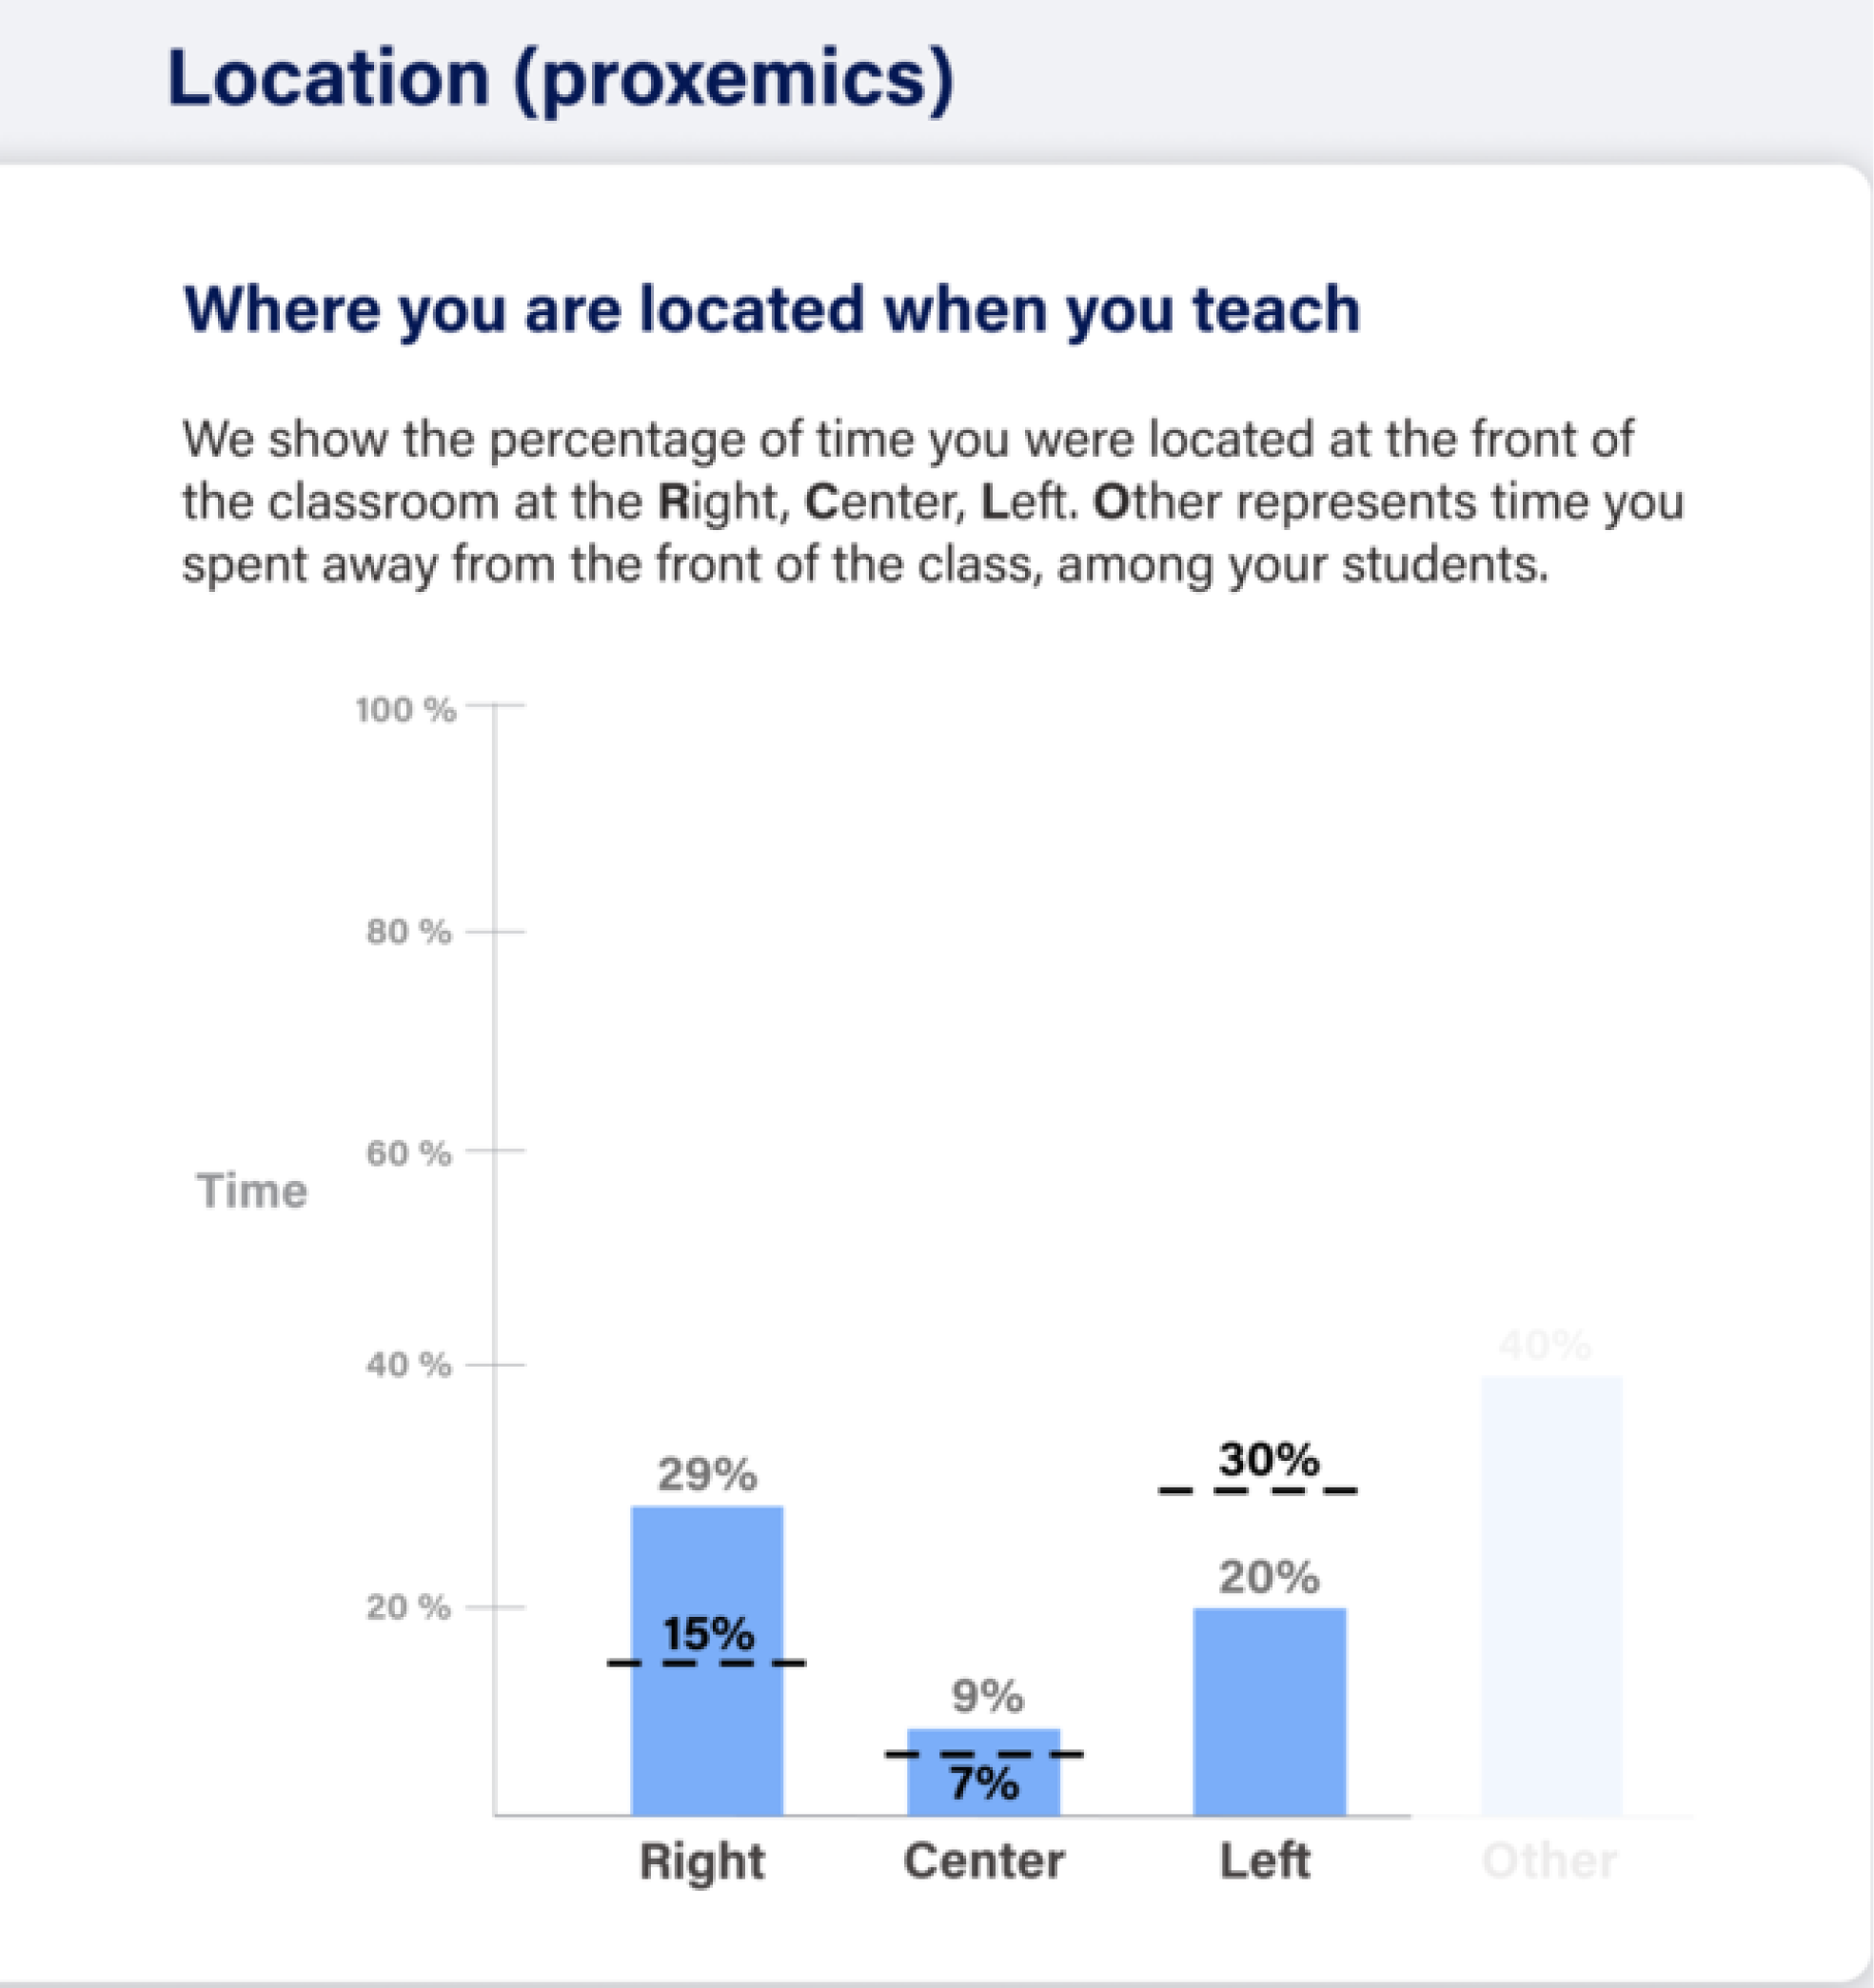 Location (proxemics)
Where you are located when you teach
We show the percentage of time you were located at the front of
the classroom at the Right, Center, Left. Other represents time you
spent away from the front of the class, among your students.
100 %
80 %
60 %
Time
40 %
20 %
40%
30%
29%
20%
15%
9%
7%
Right Center Left Other